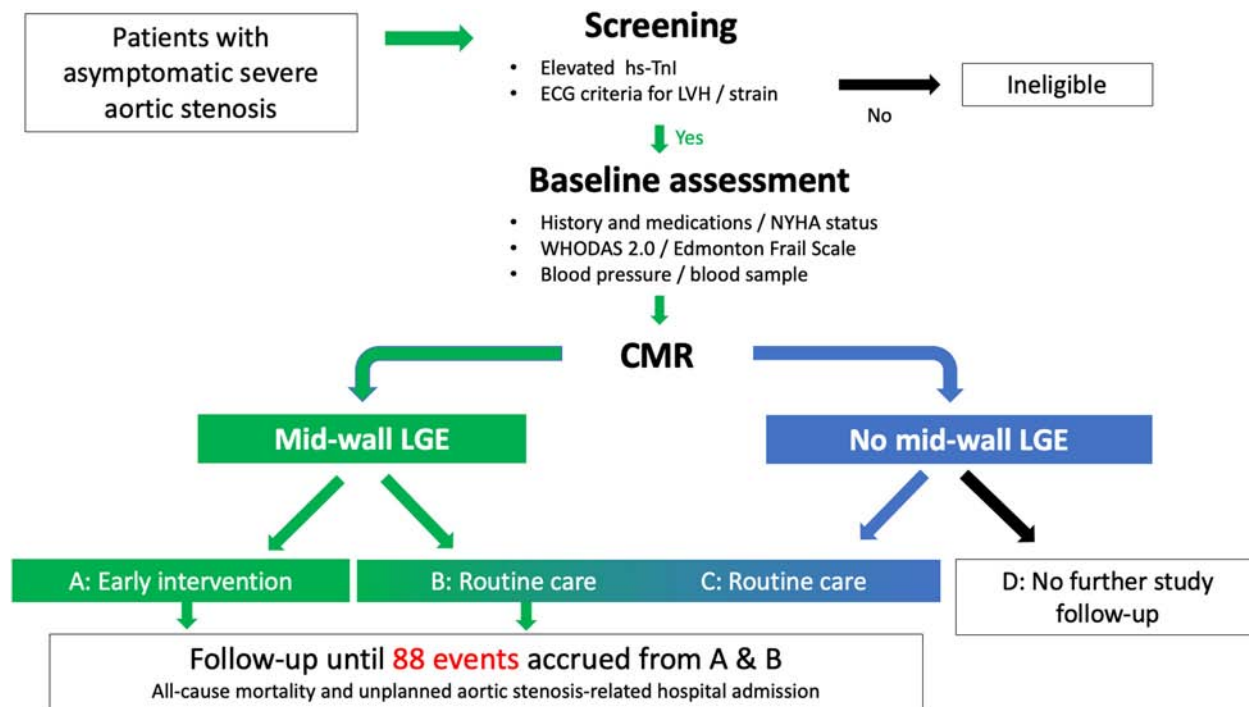 Patients with
asymptomatic severe
aortic stenosis
Screening
• Elevated hs-TnI
• ECG criteria for LVH / strain
No
Ineligible
Yes
Baseline assessment
• History and medications / NYHA status
• WHODAS 2.0 / Edmonton Frail Scale
• Blood pressure / blood sample
CMR
Mid-wall LGE
No mid-wall LGE
A: Early intervention
B: Routine care
C: Routine care
D: No further study
follow-up
Follow-up until 88 events accrued from A & B
All-cause mortality and unplanned aortic stenosis-related hospital admission